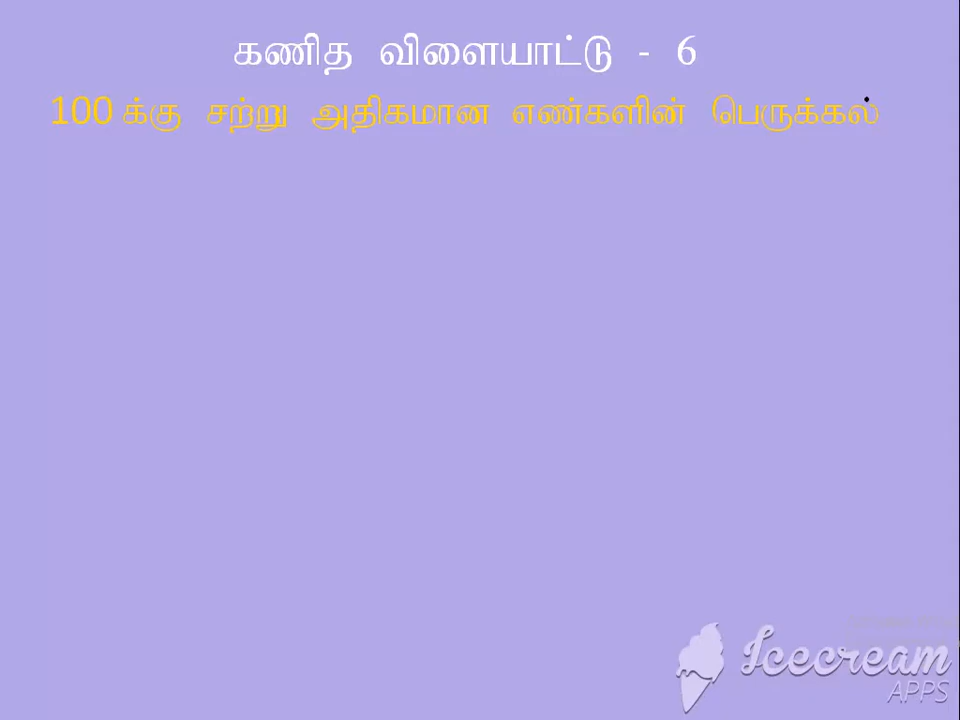 கணித விளையாட்டு - 6
100 க்கு சற்று அதிகமான எண்களின் பெருக்கல்
Icecream
APPS